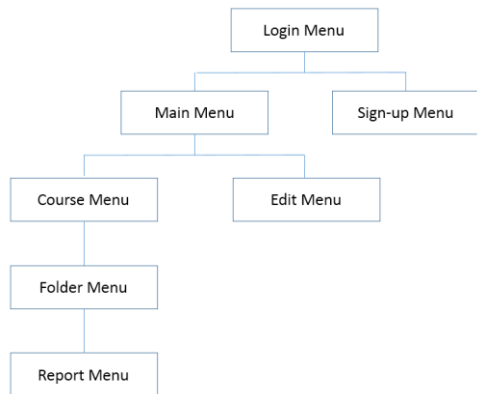 Login Menu
Main Menu
Sign-up Menu
Course Menu
Edit Menu
Folder Menu
Report Menu